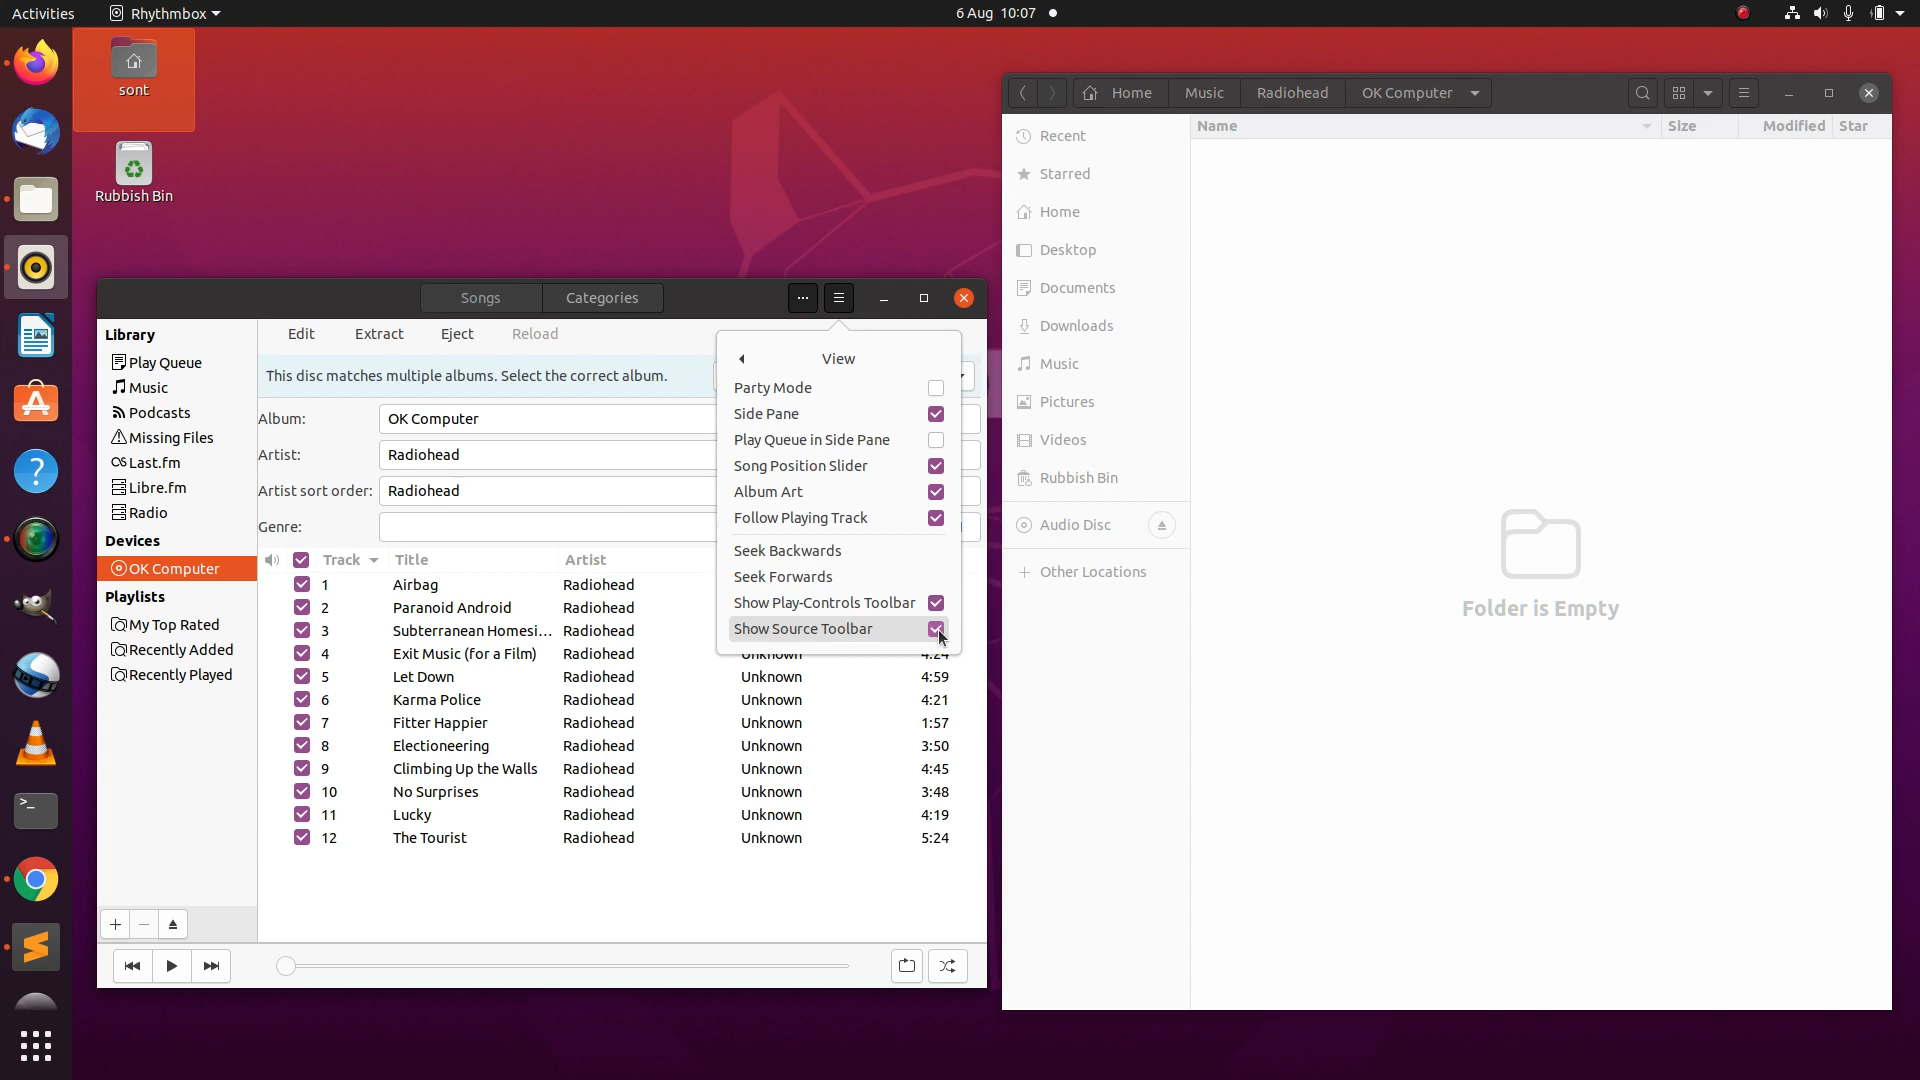 Activities
Rhythmbox
6 Aug 10:07
sont
Rubbish Bin
Songs
Categories
Library
Play Queue
Music
Podcasts
Missing Files
Last.fm
Libre.fm
Radio
Devices
OK Computer
Playlists
My Top Rated
Recently Added
Recently Played
Edit Extract Eject Reload
This disc matches multiple albums. Select the correct album.
Album: OK Computer
Artist: Radiohead
Artist sort order: Radiohead
Genre:
Track Title Artist
1 Airbag Radiohead
2 Paranoid Android Radiohead
3 Subterranean Homesi... Radiohead
4 Exit Music (for a Film) Radiohead Unknown 4:24
5 Let Down Radiohead Unknown 4:59
6 Karma Police Radiohead Unknown 4:21
7 Fitter Happier Radiohead Unknown 1:57
8 Electioneering Radiohead Unknown 3:50
9 Climbing Up the Walls Radiohead Unknown 4:45
10 No Surprises Radiohead Unknown 3:48
11 Lucky Radiohead Unknown 4:19
12 The Tourist Radiohead Unknown 5:24
View
Party Mode
Side Pane
Play Queue in Side Pane
Song Position Slider
Album Art
Follow Playing Track
Seek Backwards
Seek Forwards
Show Play-Controls Toolbar
Show Source Toolbar
Home Music Radiohead OK Computer
Recent
Starred
Home
Desktop
Documents
Downloads
Music
Pictures
Videos
Rubbish Bin
Audio Disc
Other Locations
Name Size Modified Star
Folder is Empty